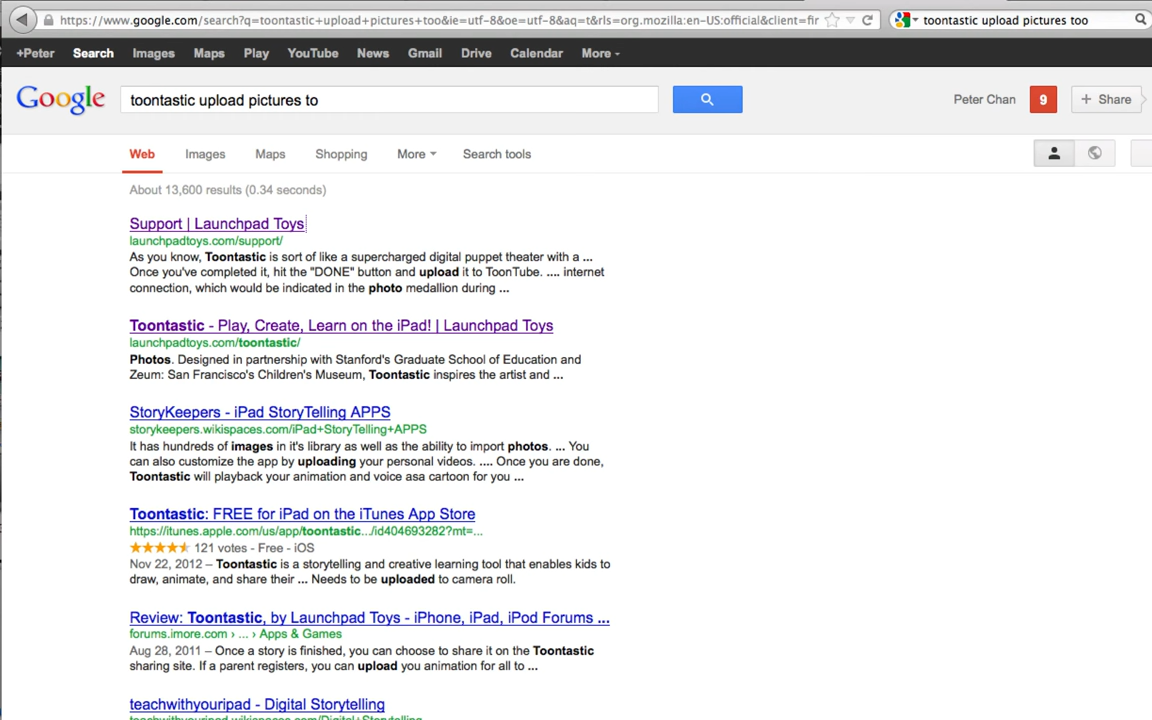 https://www.google.com/search?q=toontastic+upload+pictures+too&ie=utf-8&oe=utf-8&aq=t&rls=org.mozilla:en-US:official&client=fir
toontastic upload pictures too
+Peter Search Images Maps Play YouTube News Gmail Drive Calendar More
Google
toontastic upload pictures to
Peter Chan 9 + Share
Web Images Maps Shopping More Search tools
About 13,600 results (0.34 seconds)
Support | Launchpad Toys
launchpadtoys.com/support/
As you know, Toontastic is sort of like a supercharged digital puppet theater with a ...
Once you've completed it, hit the "DONE" button and upload it to ToonTube. .... internet
connection, which would be indicated in the photo medallion during ...
Toontastic - Play, Create, Learn on the iPad! | Launchpad Toys
launchpadtoys.com/toontastic/
Photos. Designed in partnership with Stanford's Graduate School of Education and
Zeum: San Francisco's Children's Museum, Toontastic inspires the artist and ...
StoryKeepers - iPad StoryTelling APPS
storykeepers.wikispaces.com/iPad+StoryTelling+APPS
It has hundreds of images in it's library as well as the ability to import photos. ... You
can also customize the app by uploading your personal videos. .... Once you are done,
Toontastic will playback your animation and voice asa cartoon for you ...
Toontastic: FREE for iPad on the iTunes App Store
https://itunes.apple.com/us/app/toontastic.../id404693282?mt=...
121 votes - Free - iOS
Nov 22, 2012 – Toontastic is a storytelling and creative learning tool that enables kids to
draw, animate, and share their ... Needs to be uploaded to camera roll.
Review: Toontastic, by Launchpad Toys - iPhone, iPad, iPod Forums ...
forums.imore.com › ... › Apps & Games
Aug 28, 2011 – Once a story is finished, you can choose to share it on the Toontastic
sharing site. If a parent registers, you can upload you animation for all to ...
teachwithyouripad - Digital Storytelling
teachwithyouripad.wikispaces.com/Digital+Storytelling